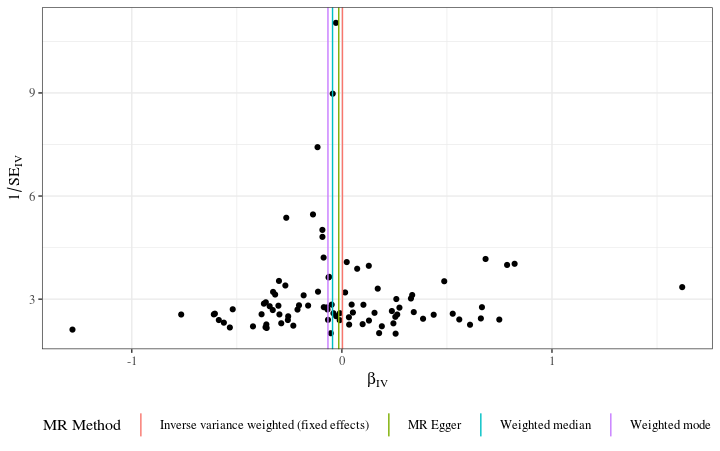 9
6
3
1/SE_IV
-1
0
1
β_IV
MR Method
Inverse variance weighted (fixed effects)
MR Egger
Weighted median
Weighted mode